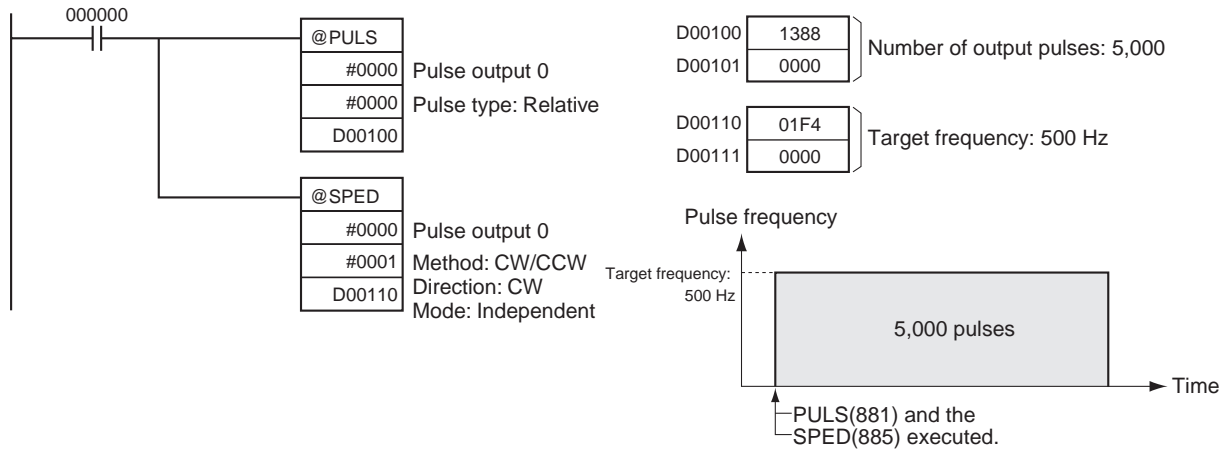 000000
@PULS
#0000 Pulse output 0
#0000 Pulse type: Relative
D00100
@SPED
#0000 Pulse output 0
#0001 Method: CW/CCW
Direction: CW
D00110
Mode: Independent
D00100 1388
D00101 0000
Number of output pulses: 5,000
D00110 01F4
D00111 0000
Target frequency: 500 Hz
Pulse frequency
Target frequency:
500 Hz
5,000 pulses
Time
PULS(881) and the
SPED(885) executed.